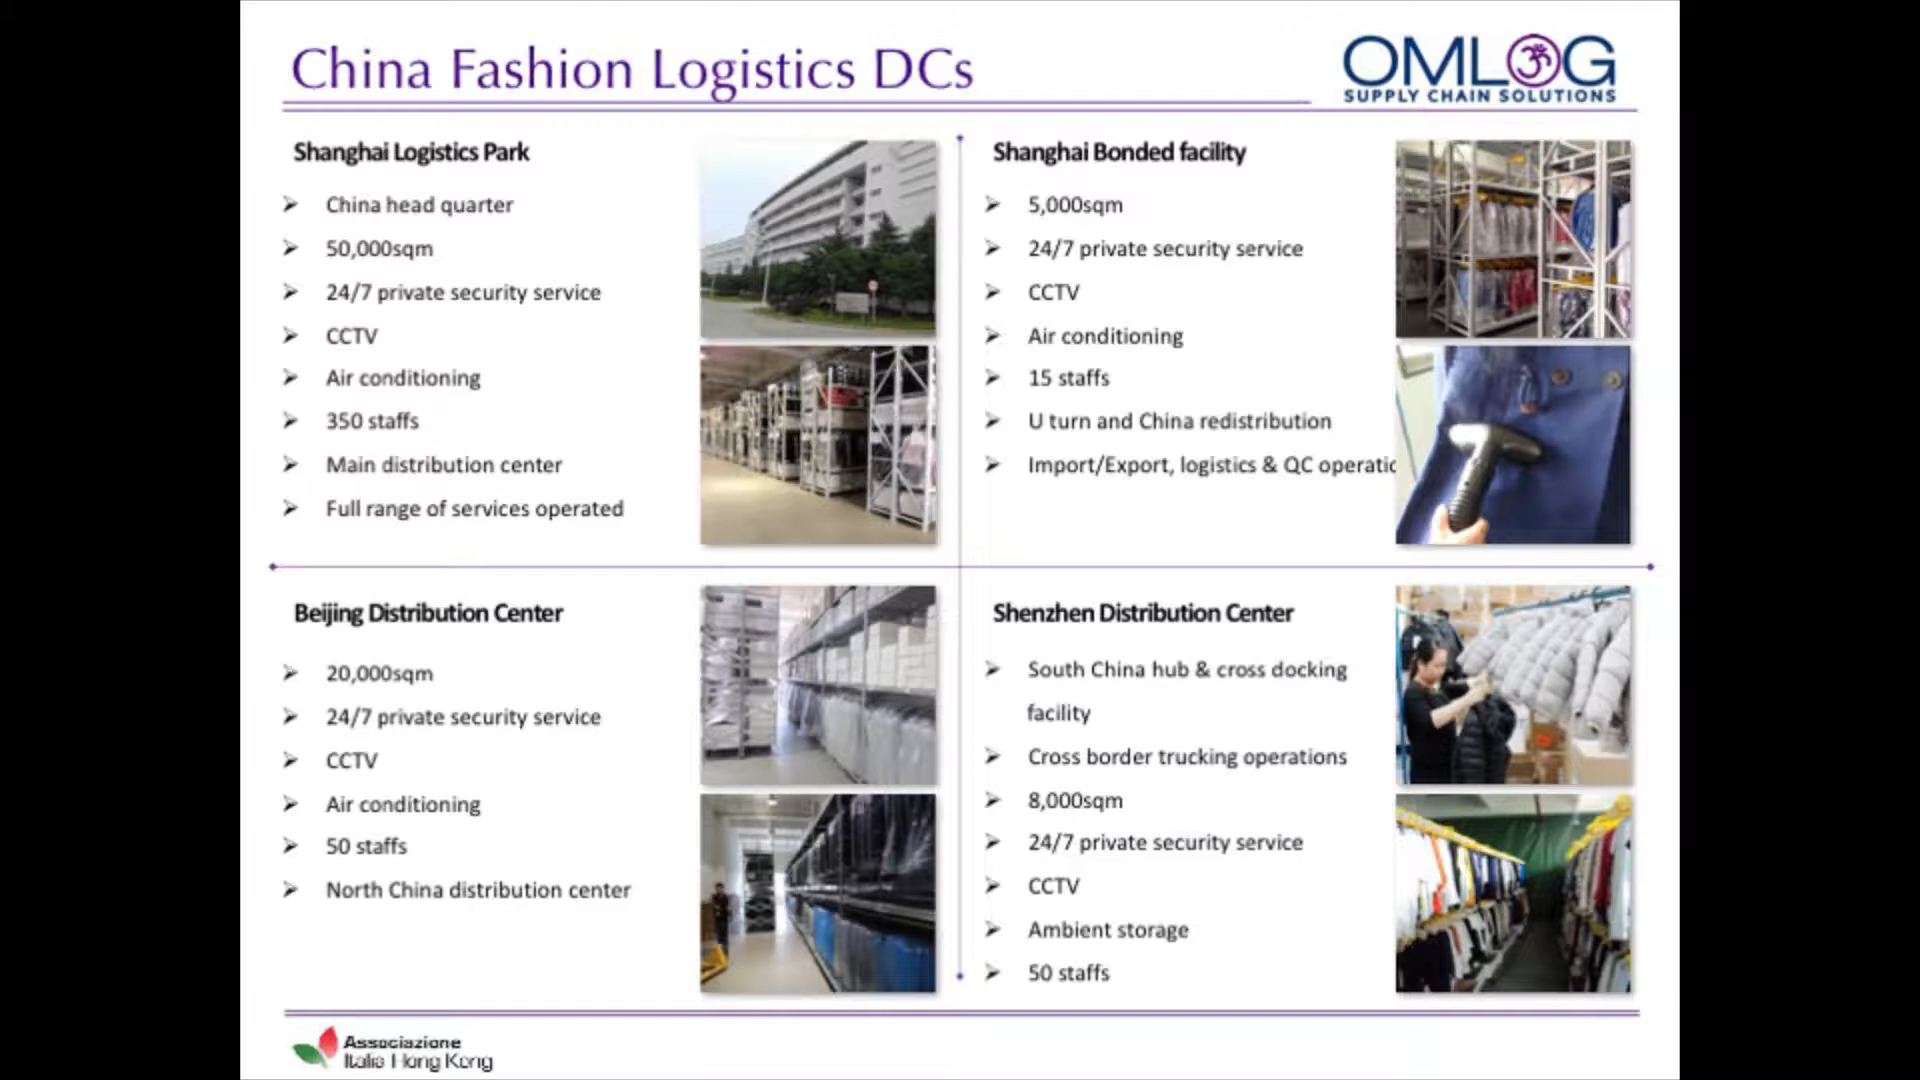 China Fashion Logistics DCs
OMLOG
SUPPLY CHAIN SOLUTIONS
Shanghai Logistics Park
China head quarter
50,000sqm
24/7 private security service
CCTV
Air conditioning
350 staffs
Main distribution center
Full range of services operated
Shanghai Bonded facility
5,000sqm
24/7 private security service
CCTV
Air conditioning
15 staffs
U turn and China redistribution
Import/Export, logistics & QC operatic
Beijing Distribution Center
20,000sqm
24/7 private security service
CCTV
Air conditioning
50 staffs
North China distribution center
Shenzhen Distribution Center
South China hub & cross docking
facility
Cross border trucking operations
8,000sqm
24/7 private security service
CCTV
Ambient storage
50 staffs
Associazione
Italia Hong Kong